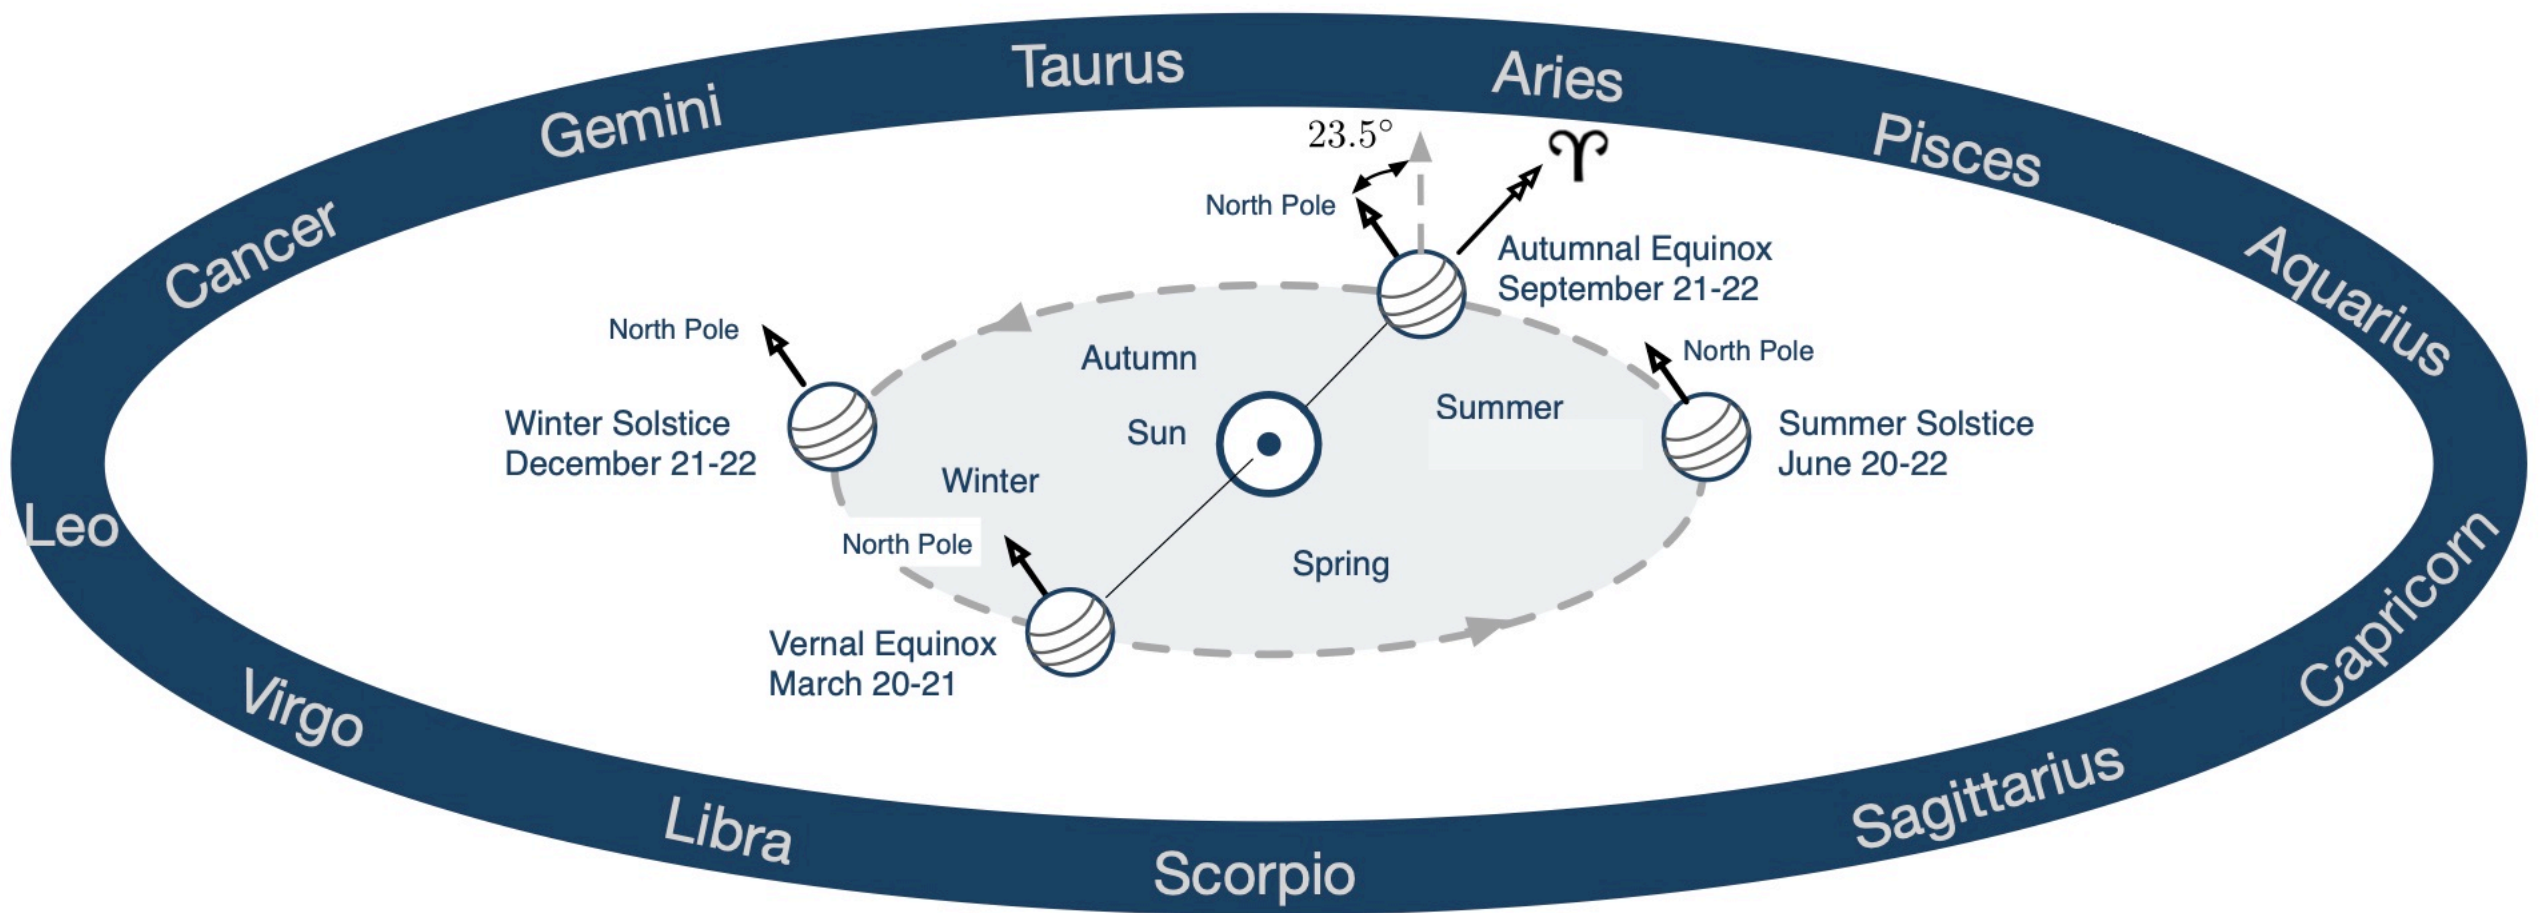 Taurus
Aries
Gemini
Pisces
23.5°
♈
North Pole
Cancer
Autumnal Equinox
September 21-22
Aquarius
North Pole
North Pole
Autumn
Summer
Winter Solstice
December 21-22
Sun
Summer Solstice
June 20-22
Winter
Leo
North Pole
Spring
Capricorn
Vernal Equinox
March 20-21
Virgo
Sagittarius
Libra
Scorpio